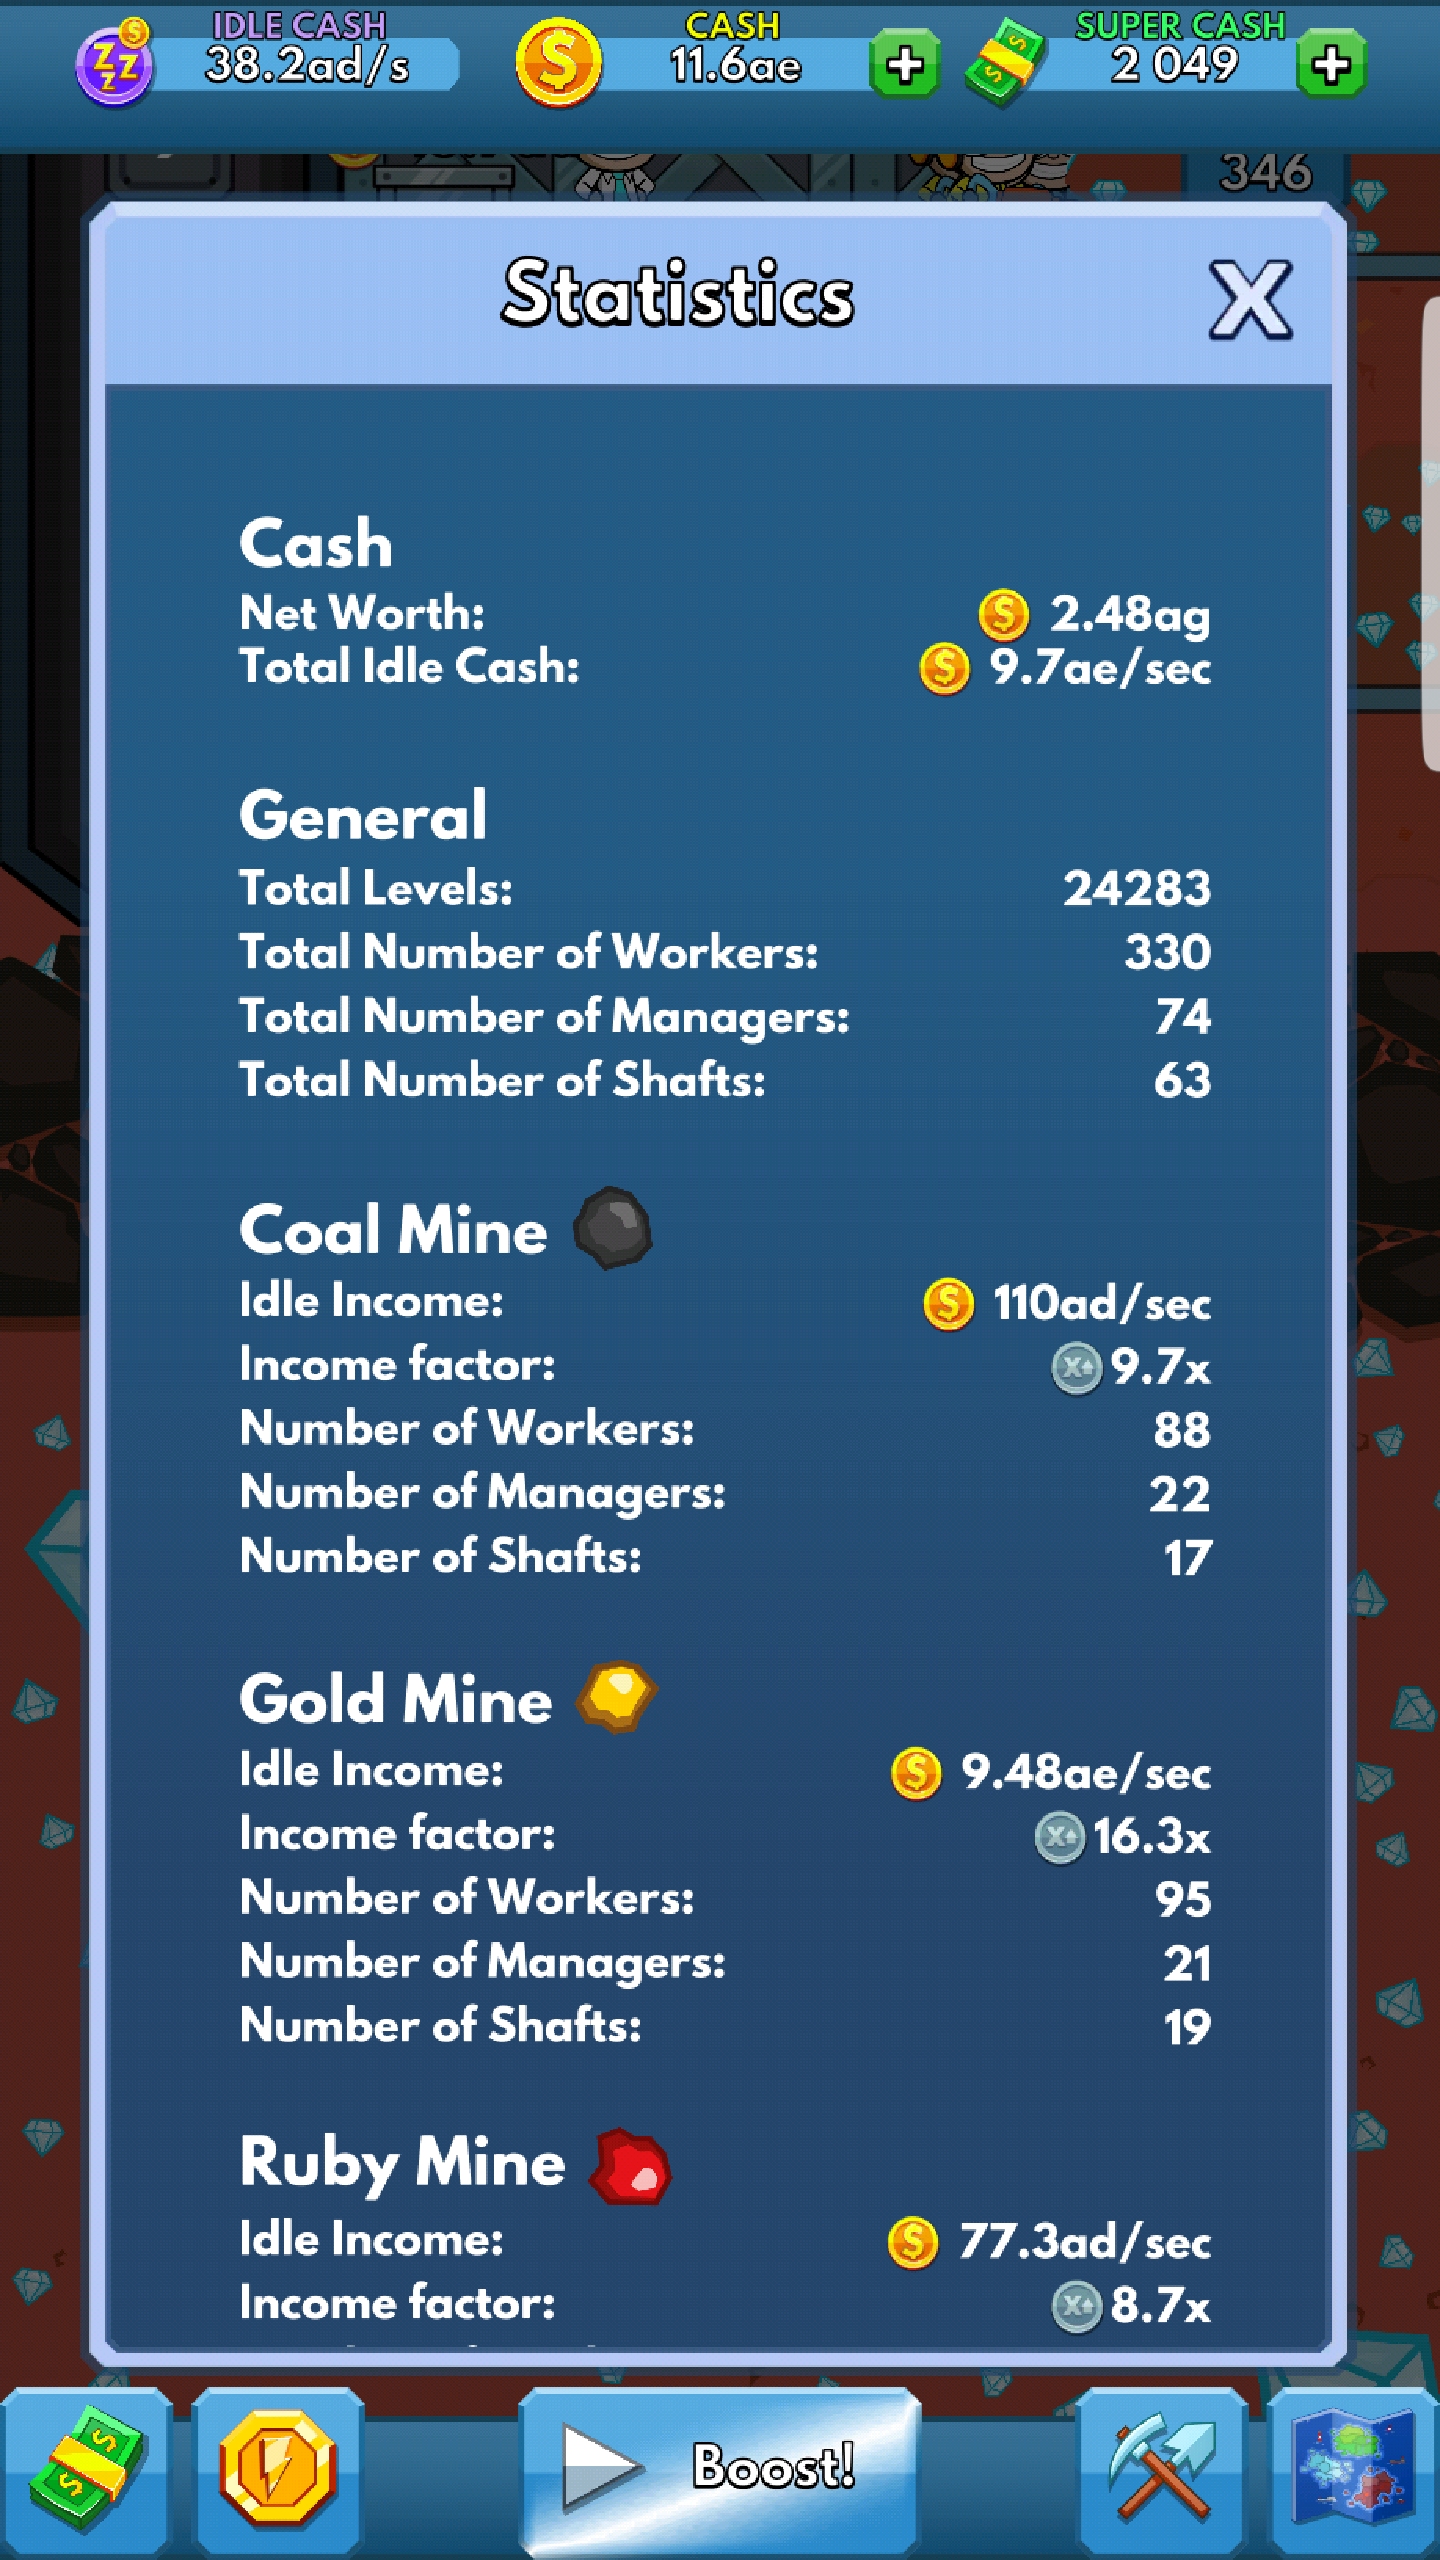 IDLE CASH CASH SUPER CASH
38.2ad/s 11.6ae + 2 049 +
346
Statistics X
Cash
Net Worth: 2.48ag
Total Idle Cash: 9.7ae/sec
General
Total Levels: 24283
Total Number of Workers: 330
Total Number of Managers: 74
Total Number of Shafts: 63
Coal Mine
Idle Income: 110ad/sec
Income factor: 9.7x
Number of Workers: 88
Number of Managers: 22
Number of Shafts: 17
Gold Mine
Idle Income: 9.48ae/sec
Income factor: 16.3x
Number of Workers: 95
Number of Managers: 21
Number of Shafts: 19
Ruby Mine
Idle Income: 77.3ad/sec
Income factor: 8.7x
Boost!